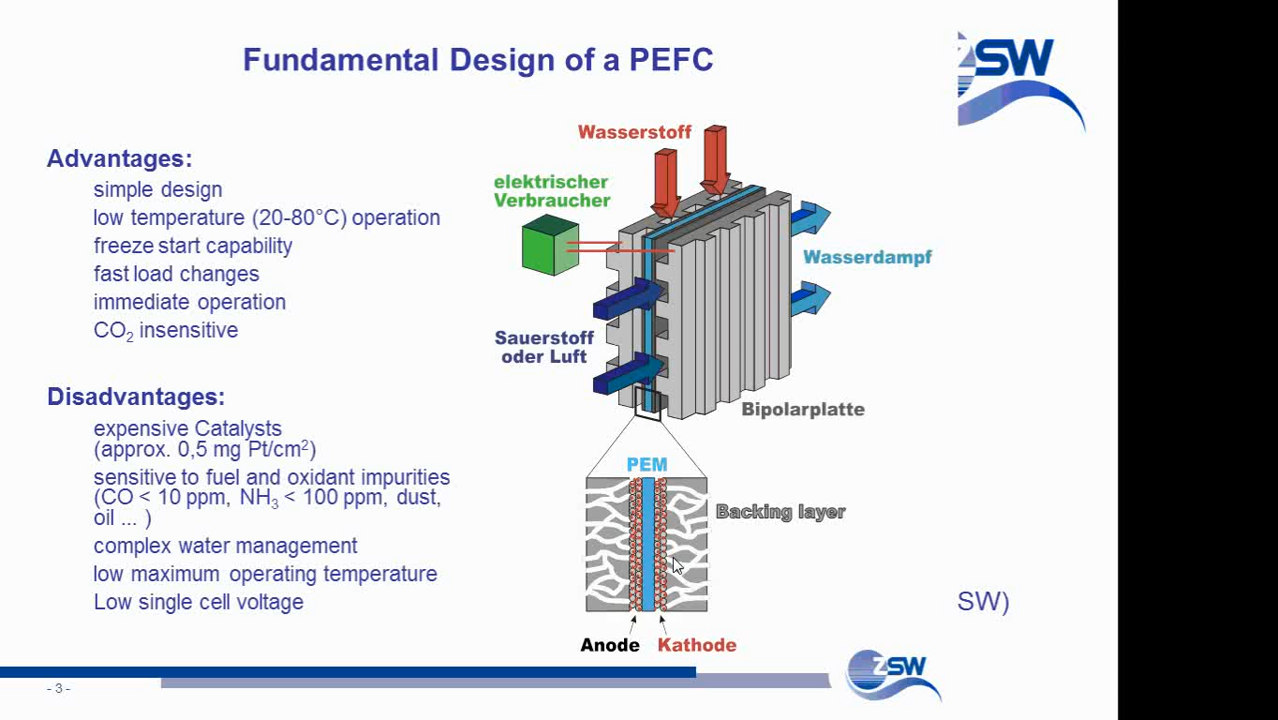 Fundamental Design of a PEFC
SW
Advantages:
simple design
low temperature (20-80°C) operation
freeze start capability
fast load changes
immediate operation
CO2 insensitive
Disadvantages:
expensive Catalysts
(approx. 0,5 mg Pt/cm²)
sensitive to fuel and oxidant impurities
(CO < 10 ppm, NH3 < 100 ppm, dust,
oil ... )
complex water management
low maximum operating temperature
Low single cell voltage
Wasserstoff
elektrischer
Verbraucher
Wasserdampf
Sauerstoff
oder Luft
Bipolarplatte
PEM
Backing layer
Anode
Kathode
SW)
- 3 -
ZSW